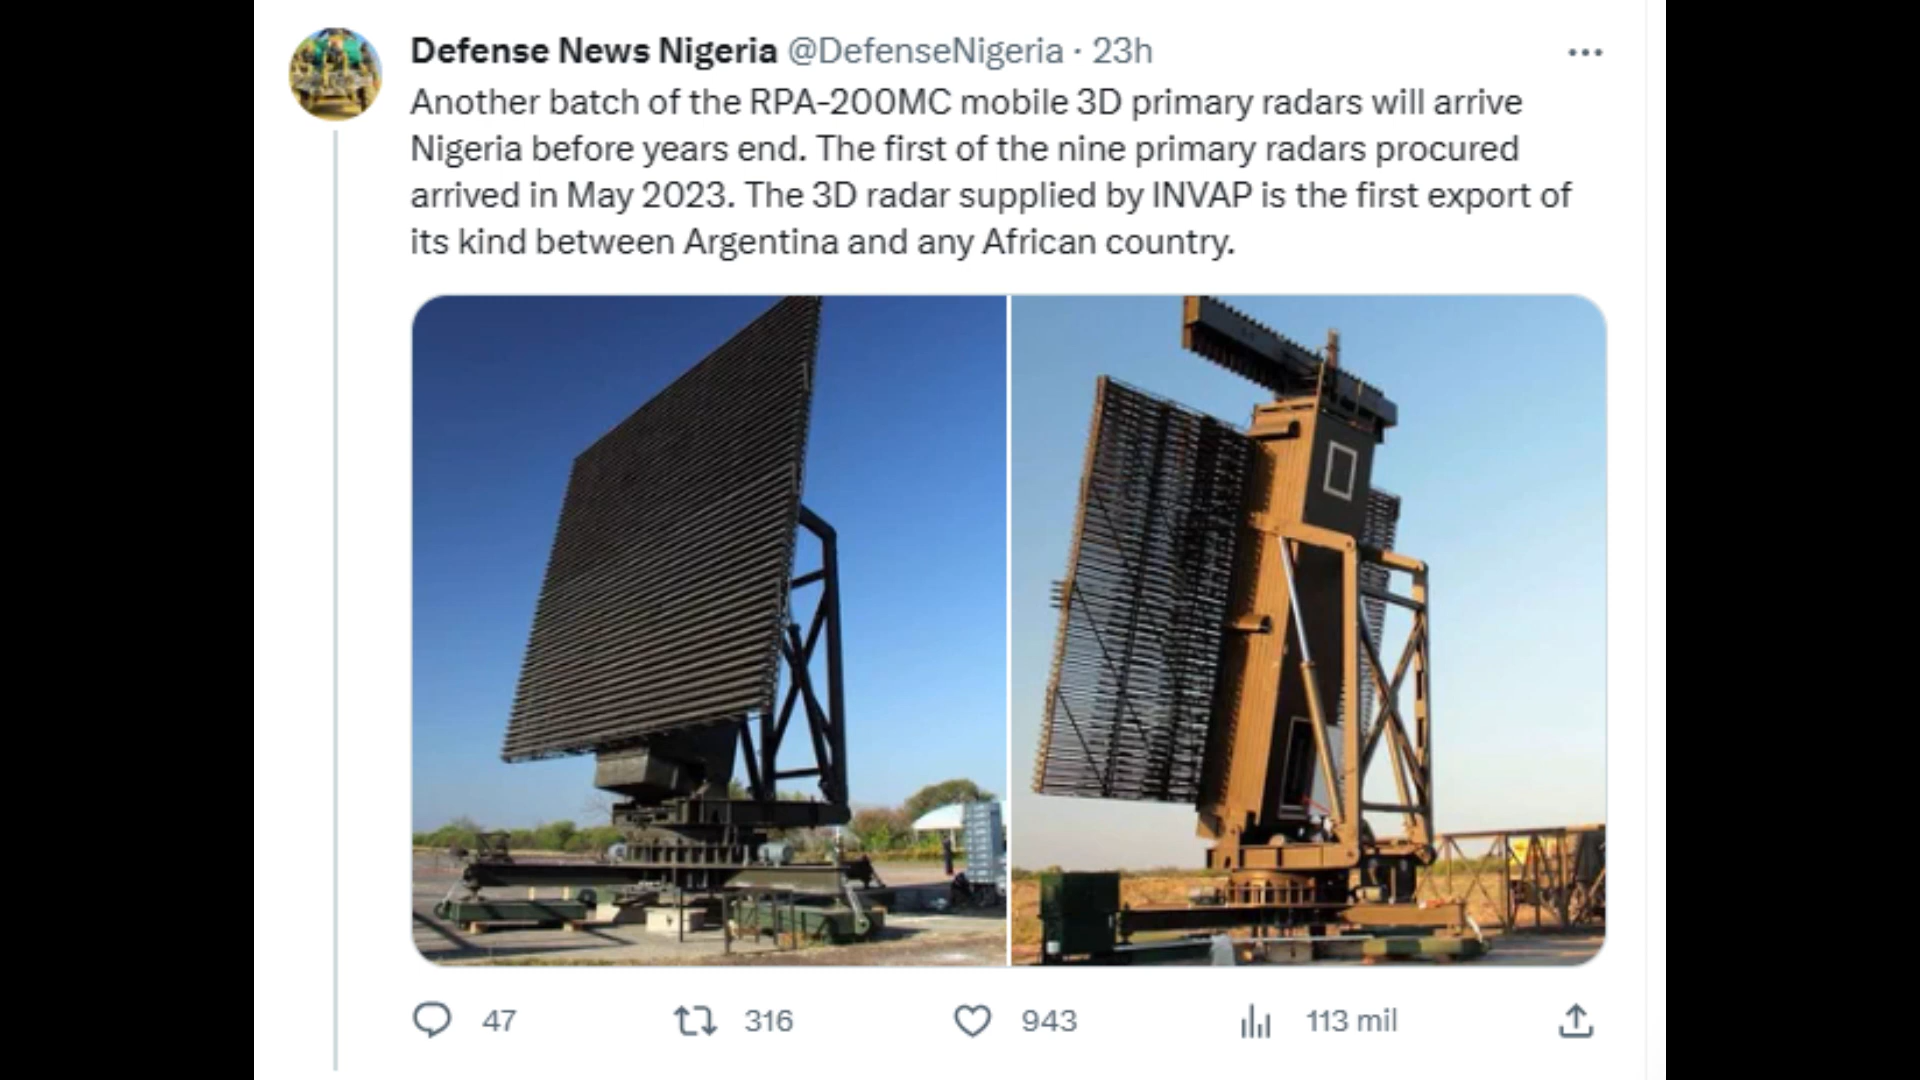 Defense News Nigeria @DefenseNigeria · 23h
Another batch of the RPA-200MC mobile 3D primary radars will arrive
Nigeria before years end. The first of the nine primary radars procured
arrived in May 2023. The 3D radar supplied by INVAP is the first export of
its kind between Argentina and any African country.
47 316 943 113 mil